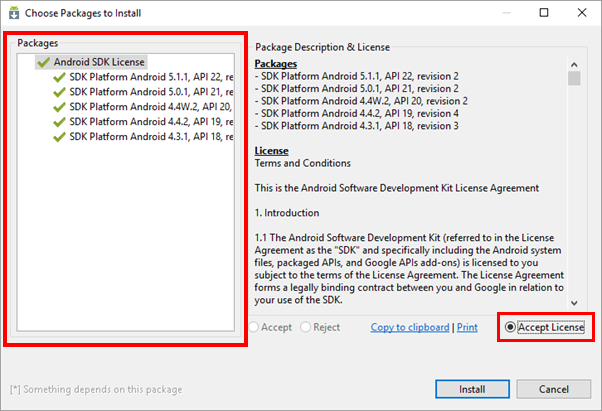 Choose Packages to Install
Packages
Android SDK License
SDK Platform Android 5.1.1, API 22, re
SDK Platform Android 5.0.1, API 21, re
SDK Platform Android 4.4W.2, API 20,
SDK Platform Android 4.4.2, API 19, re
SDK Platform Android 4.3.1, API 18, re
Package Description & License
Packages
- SDK Platform Android 5.1.1, API 22, revision 2
- SDK Platform Android 5.0.1, API 21, revision 2
- SDK Platform Android 4.4W.2, API 20, revision 2
- SDK Platform Android 4.4.2, API 19, revision 4
- SDK Platform Android 4.3.1, API 18, revision 3
License
Terms and Conditions
This is the Android Software Development Kit License Agreement
1. Introduction
1.1 The Android Software Development Kit (referred to in the License
Agreement as the "SDK" and specifically including the Android system
files, packaged APIs, and Google APIs add-ons) is licensed to you
subject to the terms of the License Agreement. The License Agreement
forms a legally binding contract between you and Google in relation to
your use of the SDK.
Accept Reject Copy to clipboard | Print Accept License
[*] Something depends on this package
Install Cancel